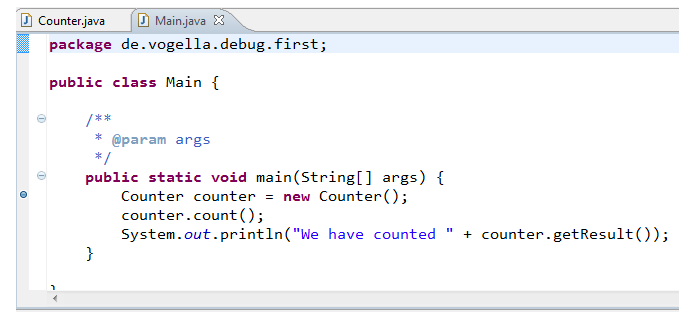 Counter.java Main.java
package de.vogella.debug.first;
public class Main {
/**
* @param args
*/
public static void main(String[] args) {
Counter counter = new Counter();
counter.count();
System.out.println("We have counted " + counter.getResult());
}
}